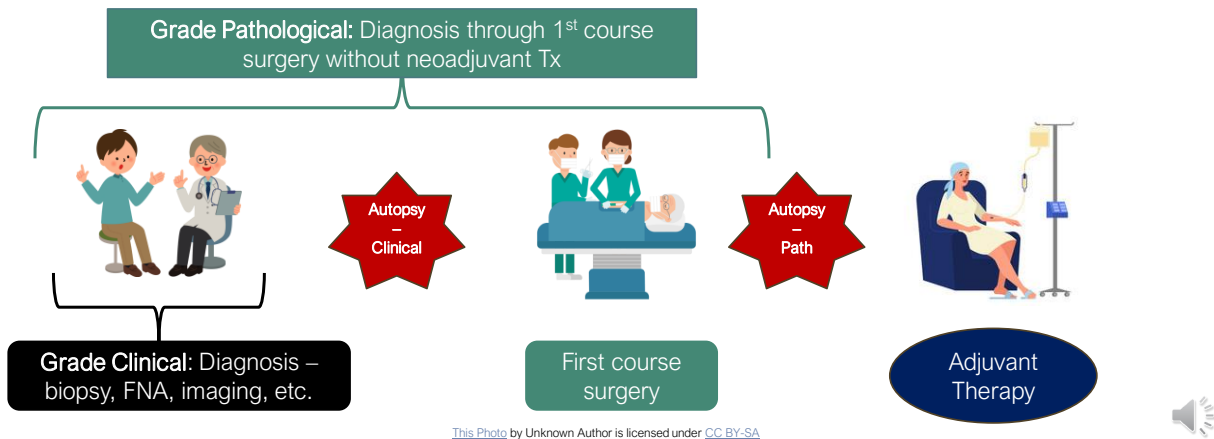 Grade Pathological: Diagnosis through 1st course
surgery without neoadjuvant Tx
Autopsy
–
Clinical
Autopsy
–
Path
Grade Clinical: Diagnosis –
biopsy, FNA, imaging, etc.
First course
surgery
Adjuvant
Therapy
This Photo by Unknown Author is licensed under CC BY-SA